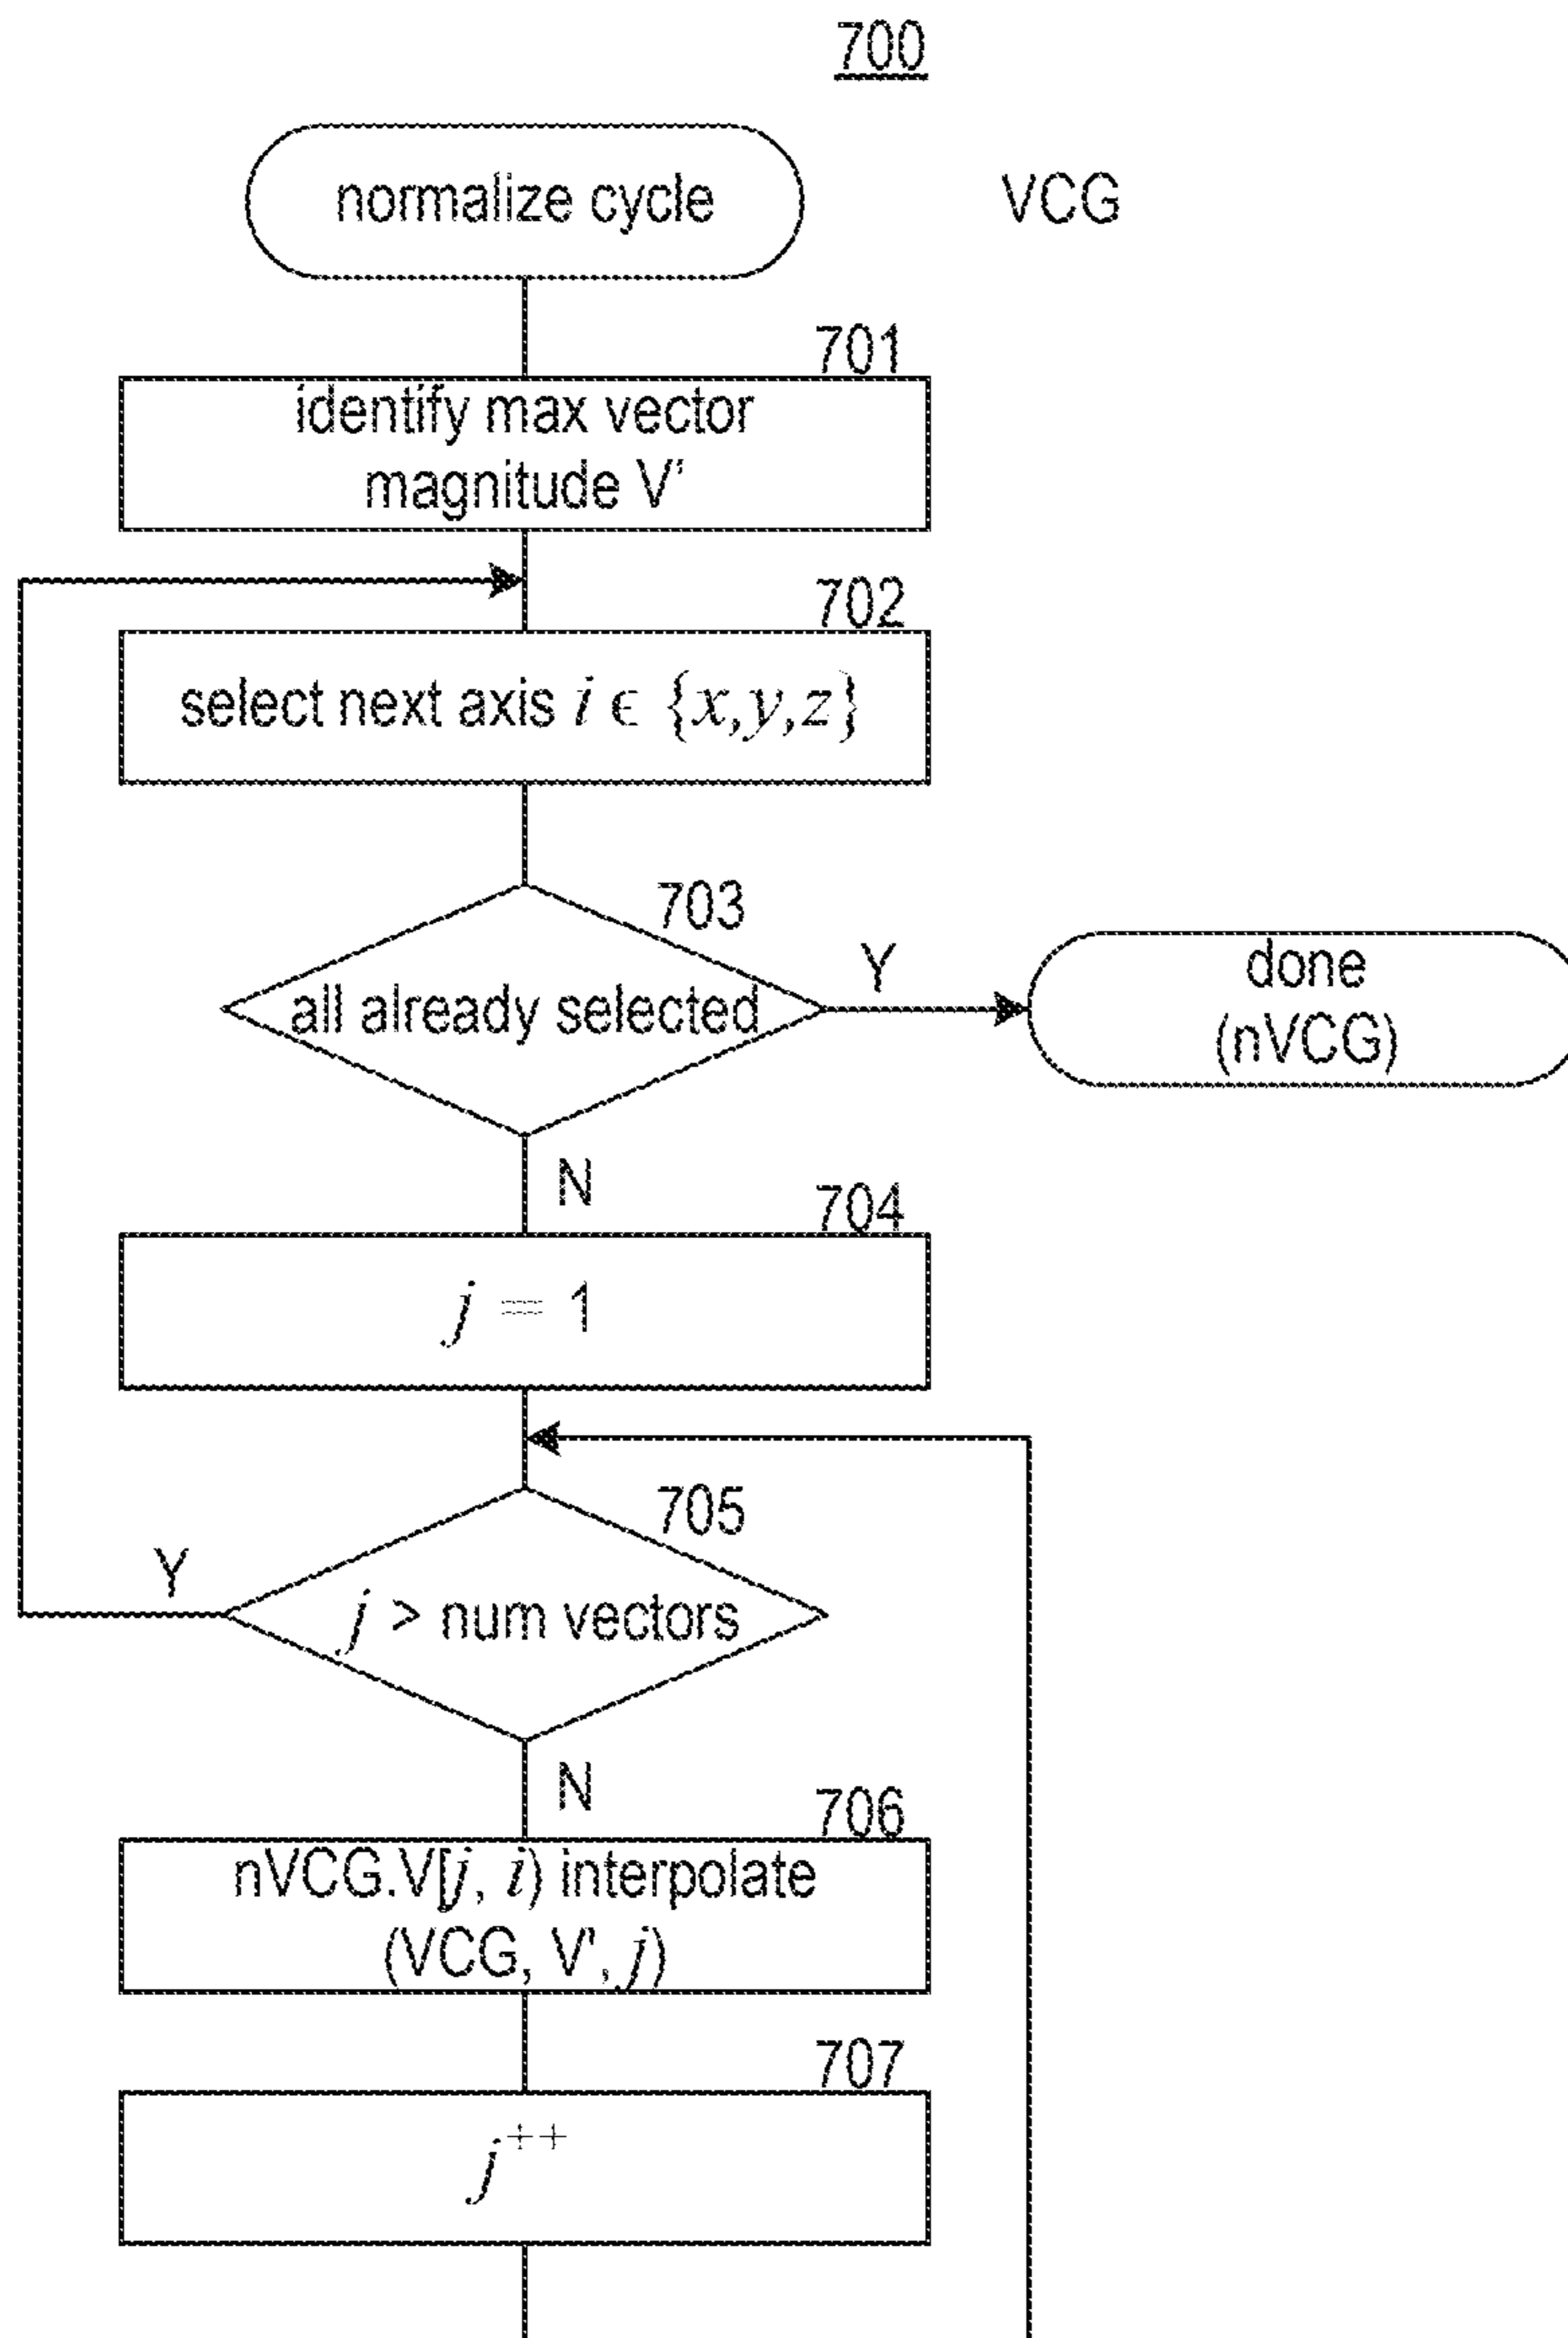 700
normalize cycle
VCG
701
identify max vector
magnitude V'
702
select next axis i ϵ {x,y,z}
703
all already selected
Y
done
(nVCG)
N
704
j = 1
705
Y
j > num vectors
N
706
nVCG.V[j, i) interpolate
(VCG, V', j)
707
j++